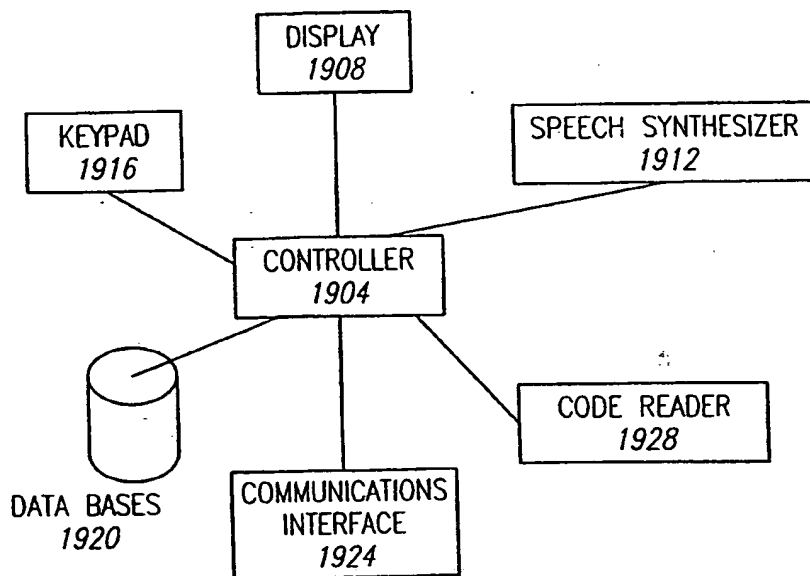 DISPLAY
1908
KEYPAD
1916
SPEECH SYNTHESIZER
1912
CONTROLLER
1904
CODE READER
1928
DATA BASES
1920
COMMUNICATIONS
INTERFACE
1924